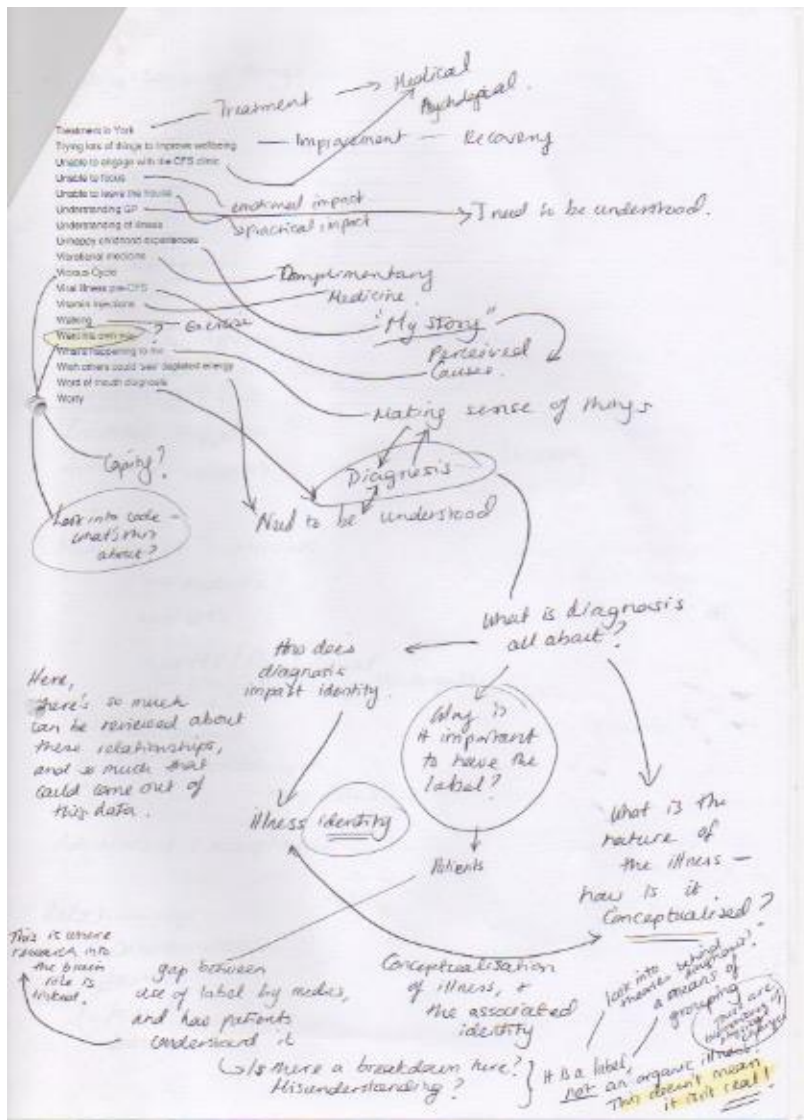 Treatment in York
Trying lots of things to improve wellbeing
Unable to engage with the CFS clinic
Unable to focus
Unable to leave the house
Understanding GP
Understanding of illness
Unhappy childhood experiences
Vibrational medicine
Vicious Cycle
Viral illness pre-CFS
Vitamin injections
Walking
What's happening to me
Wish others could 'see' depleted energy
Word of mouth diagnosis
Worry
Treatment
Medical
Psychological.
Improvement
Recovery
emotional impact
practical impact
I need to be understood.
Complimentary
Medicine
? Exercise
"My story"
Perceived
Causes.
Making sense of things
Diagnosis
Need to be understood
Coping?
Look into code –
what's this
about?
What is diagnosis
all about?
How does
diagnosis
impact identity
Why is
it important
to have the
label?
Patients
Here,
there's so much
can be reviewed about
these relationships,
and so much that
could come out of
this data.
Illness identity
What is the
nature of
the illness –
how is it
Conceptualised?
This is where
research into
the brain
role is
linked.
gap between
use of label by medics,
and how patients
understand it
Is there a breakdown here?
Misunderstanding?
Conceptualisation
of illness, +
the associated
identity
look into
theories behind
diagnosis? –
a means of
grouping
It is a label,
not an organic illness!
This doesn't mean
it isn't real!